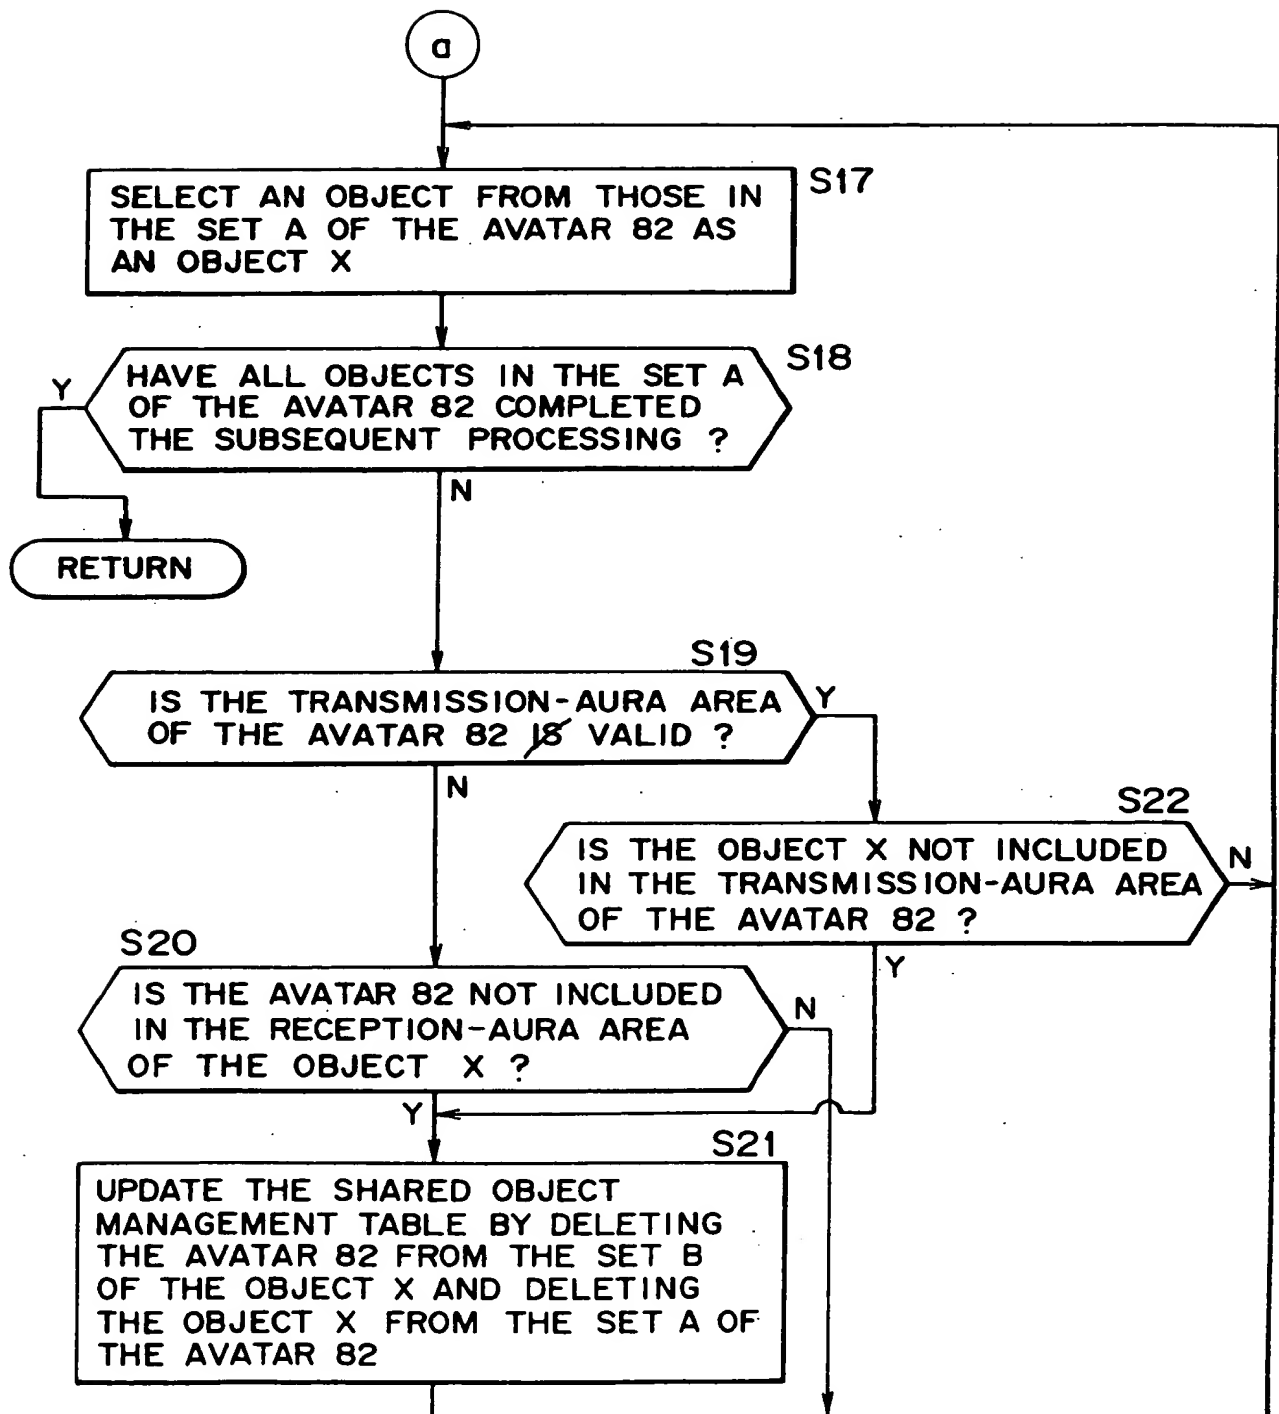 a
SELECT AN OBJECT FROM THOSE IN
THE SET A OF THE AVATAR 82 AS
AN OBJECT X
S17
HAVE ALL OBJECTS IN THE SET A
OF THE AVATAR 82 COMPLETED
THE SUBSEQUENT PROCESSING ?
S18
Y
N
RETURN
S19
IS THE TRANSMISSION-AURA AREA
OF THE AVATAR 82 IS VALID ?
Y
N
S22
IS THE OBJECT X NOT INCLUDED
IN THE TRANSMISSION-AURA AREA
OF THE AVATAR 82 ?
N
Y
S20
IS THE AVATAR 82 NOT INCLUDED
IN THE RECEPTION-AURA AREA
OF THE OBJECT X ?
N
Y
S21
UPDATE THE SHARED OBJECT
MANAGEMENT TABLE BY DELETING
THE AVATAR 82 FROM THE SET B
OF THE OBJECT X AND DELETING
THE OBJECT X FROM THE SET A OF
THE AVATAR 82